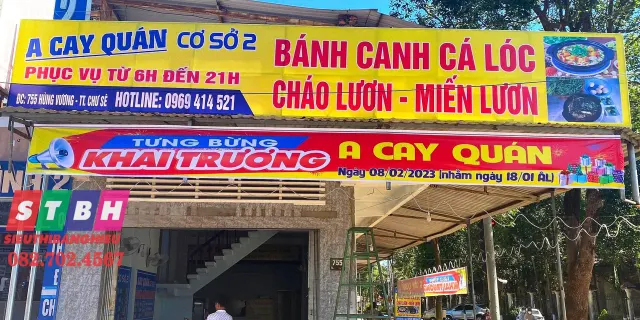 A CAY QUÁN CƠ SỞ 2
PHỤC VỤ TỪ 6H ĐẾN 21H
ĐC: 755 HÙNG VƯƠNG - TT. CHƯ SÊ HOTLINE: 0969 414 521
BÁNH CANH CÁ LÓC
CHÁO LƯƠN - MIẾN LƯƠN
TƯNG BỪNG
KHAI TRƯƠNG
A CAY QUÁN
Ngày 08/02/2023 (nhằm ngày 18/01 ÂL)
STBH
SIEUTHIBANGHIEU
082.702.4567
755